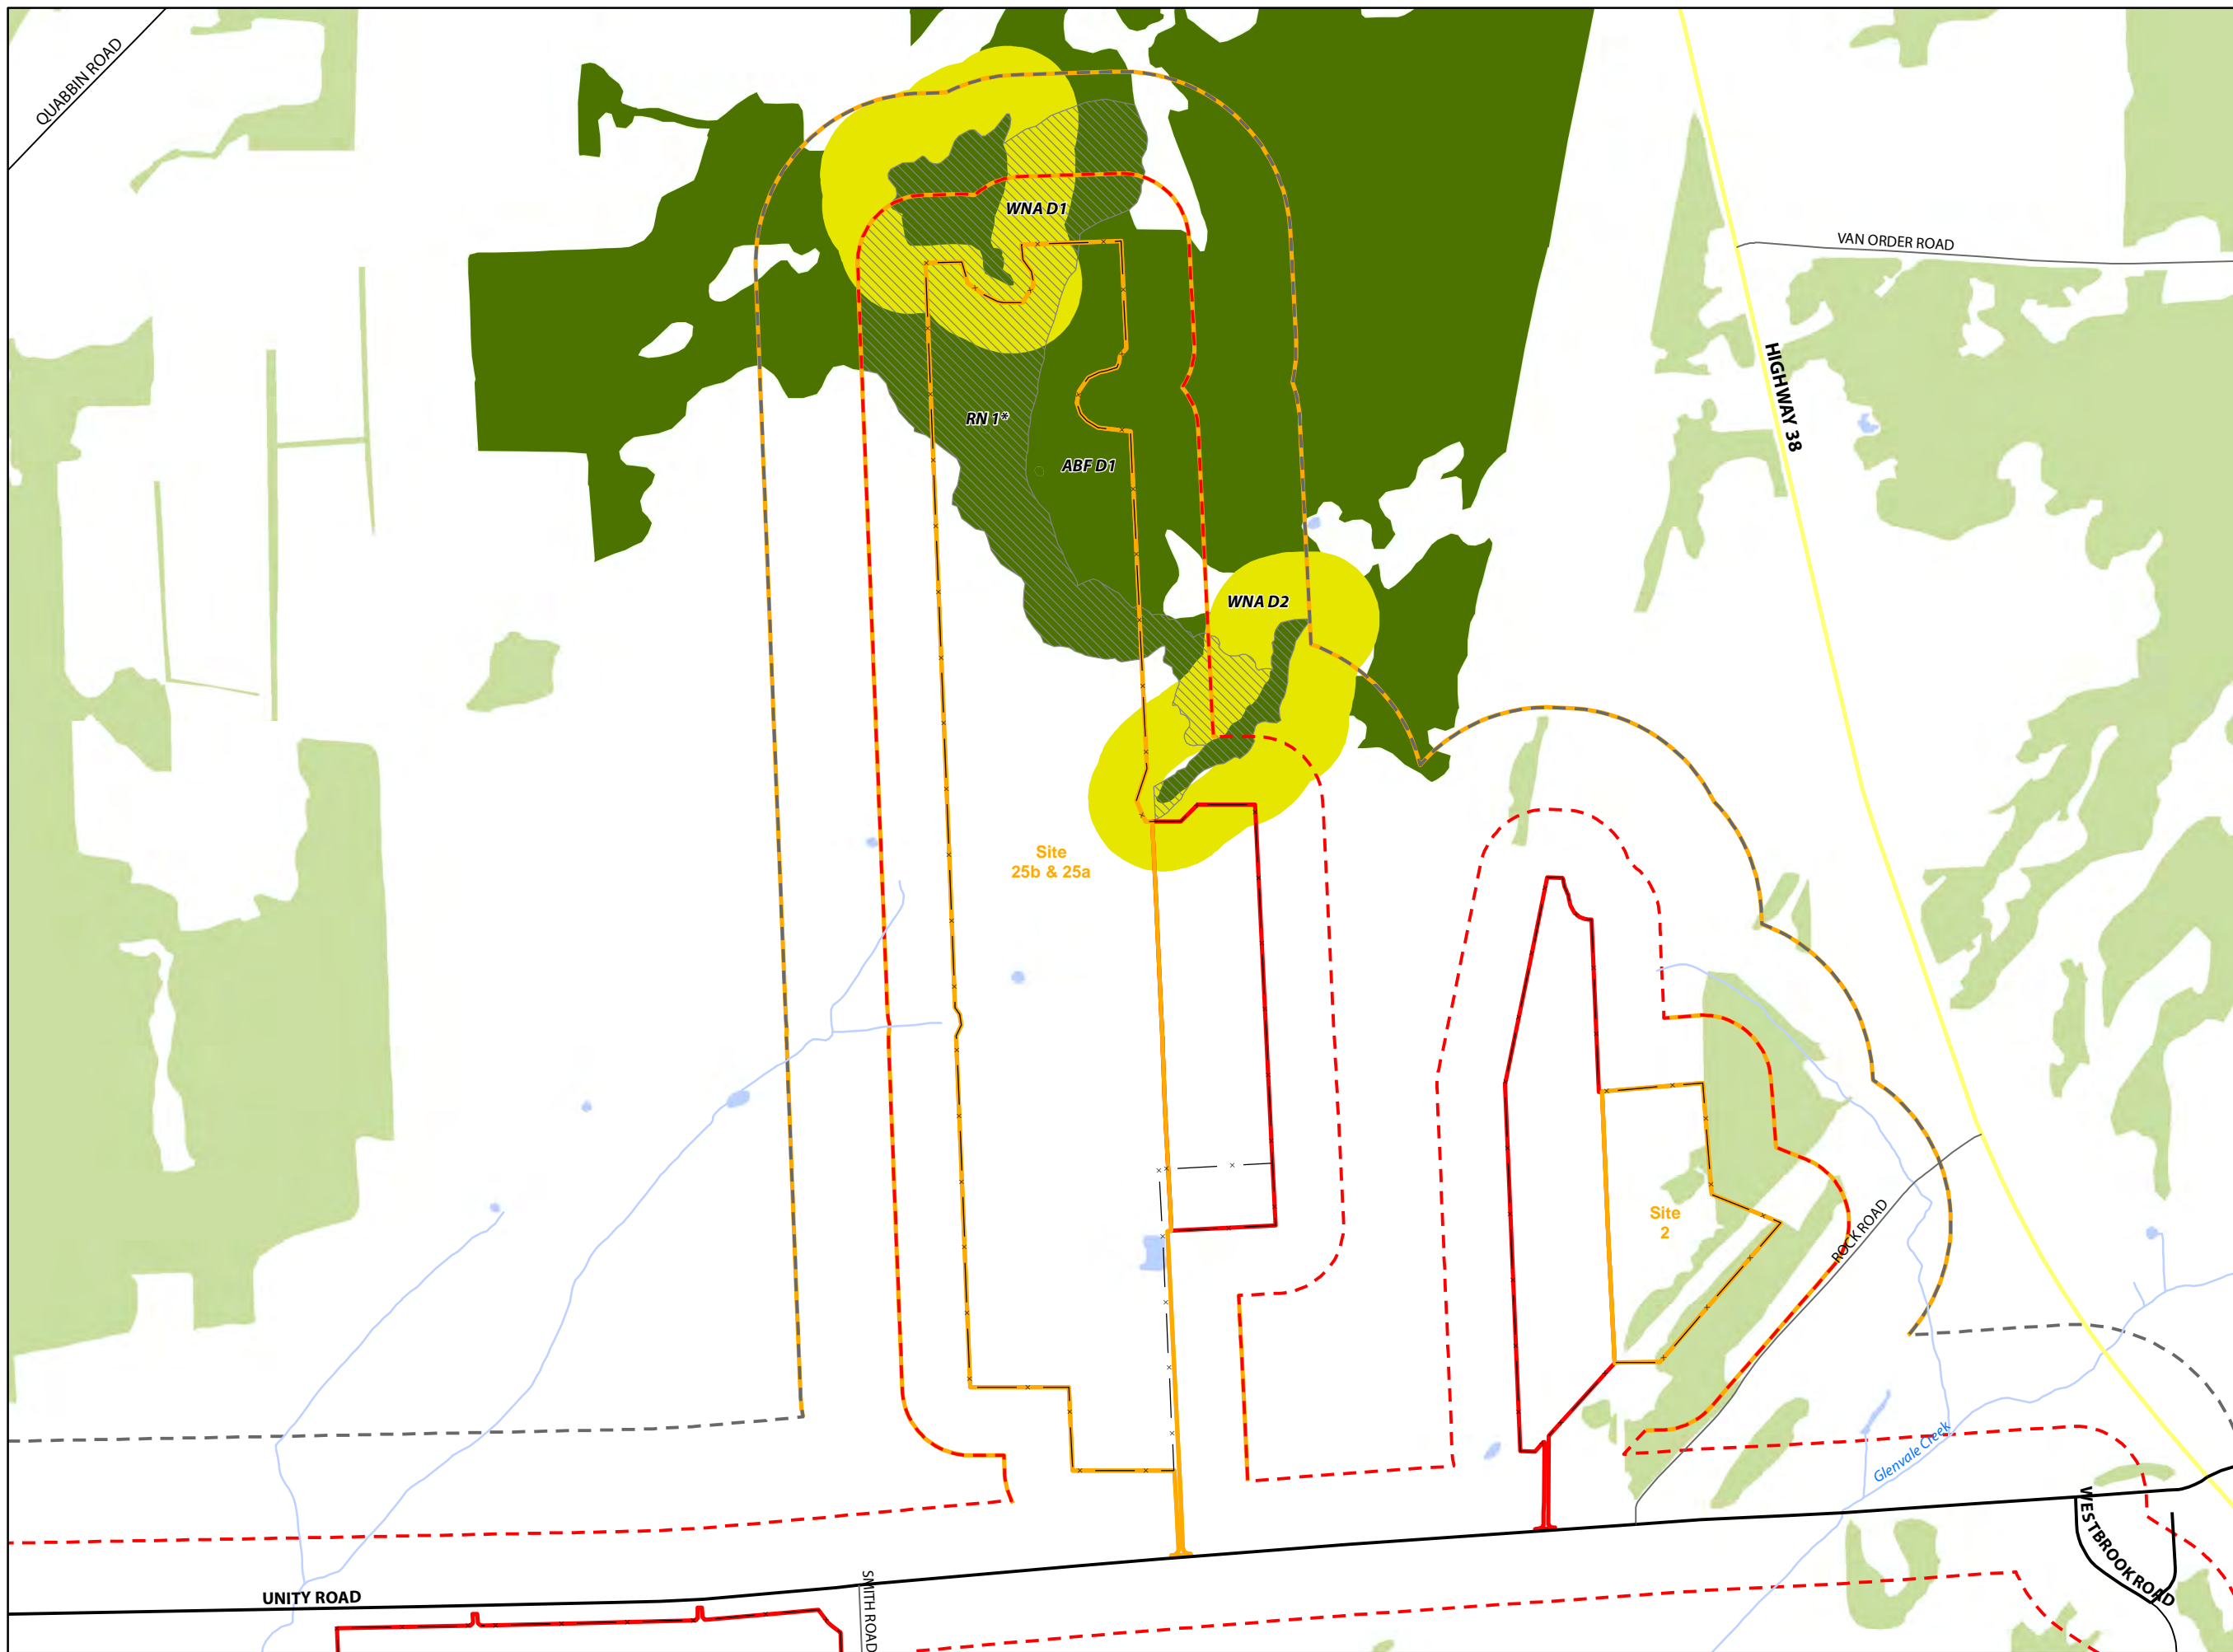 QUABBIN ROAD
WNA D1
VAN ORDER ROAD
HIGHWAY 38
RN 1*
ABF D1
WNA D2
Site
25b & 25a
Site
2
ROCK ROAD
Glenvale Creek
WESTBROOK ROAD
UNITY ROAD
SMITH ROAD